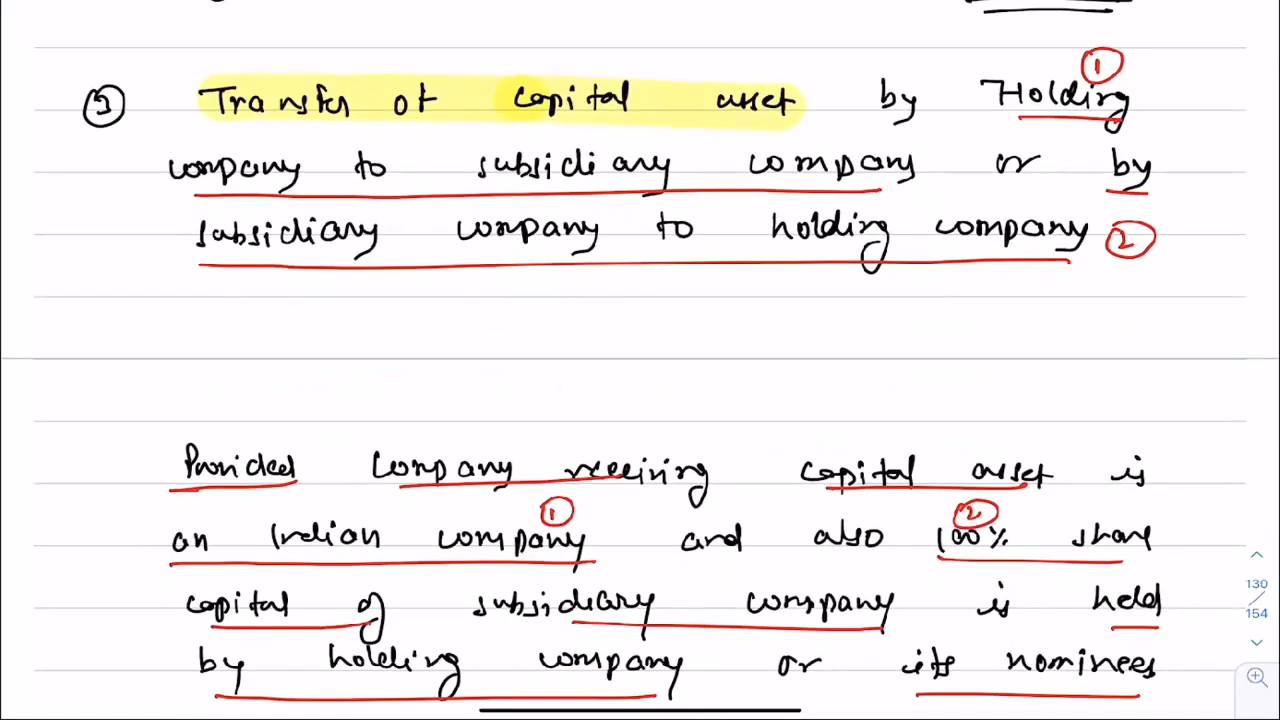 ①
③ Transfer of capital asset by Holding
company to subsidiary company or by
subsidiary company to holding company ②
Provided company receiving capital asset is
① ②
an Indian company and also 100% share
capital of subsidiary company is held
by holding company or its nominees
130
/
154